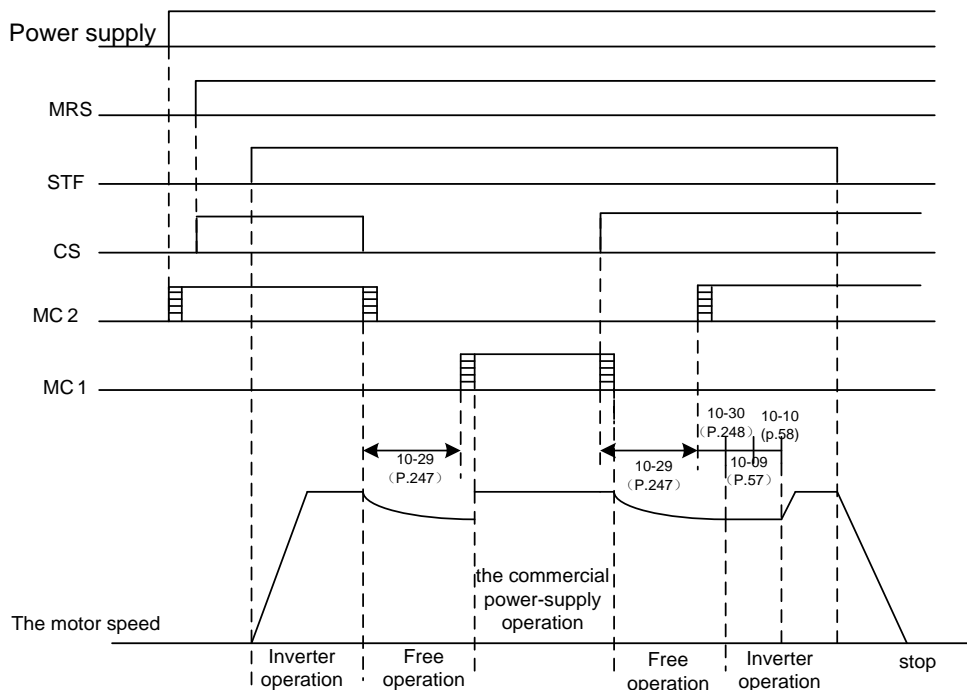 Power supply
MRS
STF
CS
MC 2
MC 1
10-30
（P.248）
10-10
(p.58)
10-29
（P.247）
10-29
（P.247）
10-09
（P.57）
the commercial
power-supply
operation
The motor speed
Inverter
operation
Free
operation
Free
operation
Inverter
operation
stop